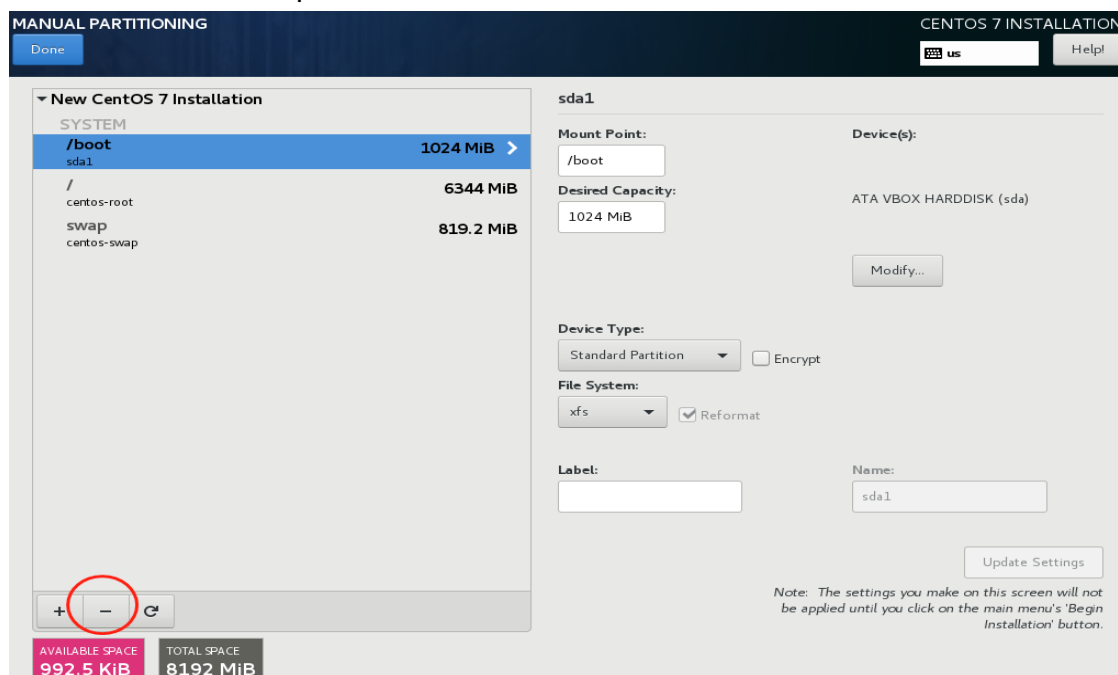 MANUAL PARTITIONING
CENTOS 7 INSTALLATION
Done
us
Help!
New CentOS 7 Installation
SYSTEM
/boot
1024 MiB
sda1
/
6344 MiB
centos-root
swap
819.2 MiB
centos-swap
+ −
AVAILABLE SPACE
992.5 KiB
TOTAL SPACE
8192 MiB
sda1
Mount Point:
/boot
Desired Capacity:
1024 MiB
Device(s):
ATA VBOX HARDDISK (sda)
Modify...
Device Type:
Standard Partition
Encrypt
File System:
xfs
Reformat
Label:
Name:
sda1
Update Settings
Note: The settings you make on this screen will not
be applied until you click on the main menu's 'Begin
Installation' button.